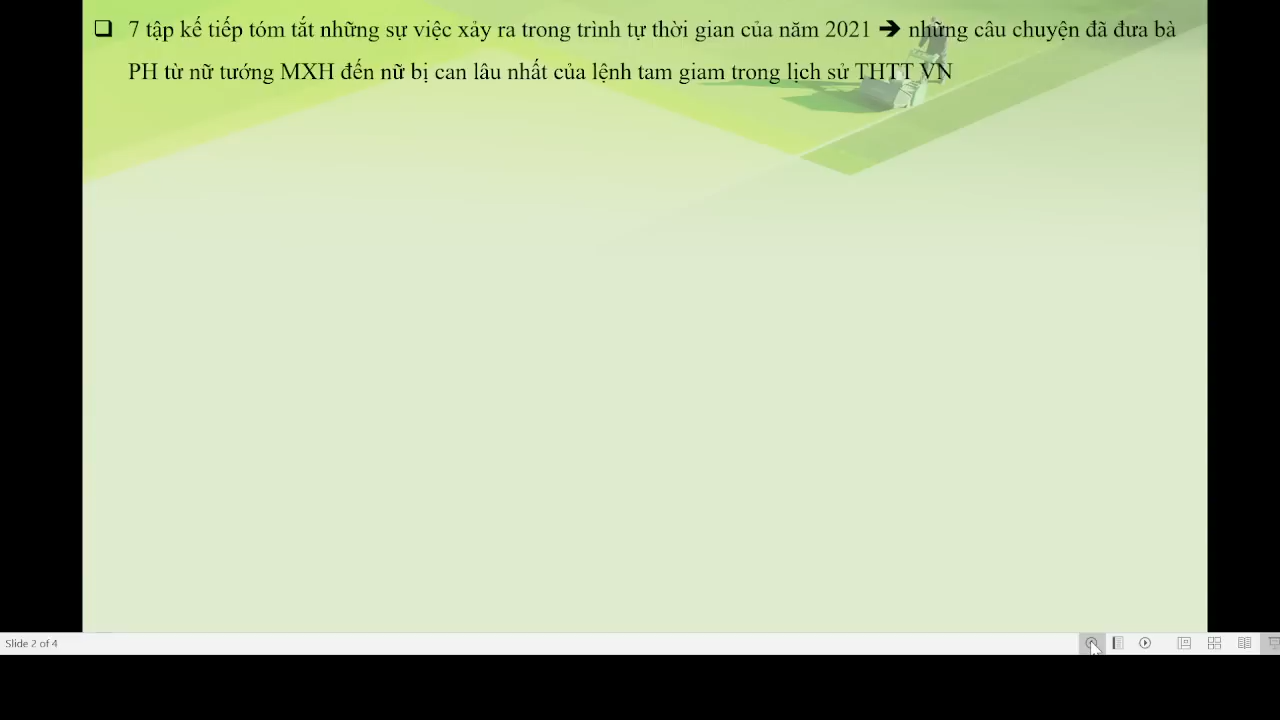 ❑ 7 tập kế tiếp tóm tắt những sự việc xảy ra trong trình tự thời gian của năm 2021 ➔ những câu chuyện đã đưa bà
PH từ nữ tướng MXH đến nữ bị can lâu nhất của lệnh tam giam trong lịch sử THTT VN
Slide 2 of 4